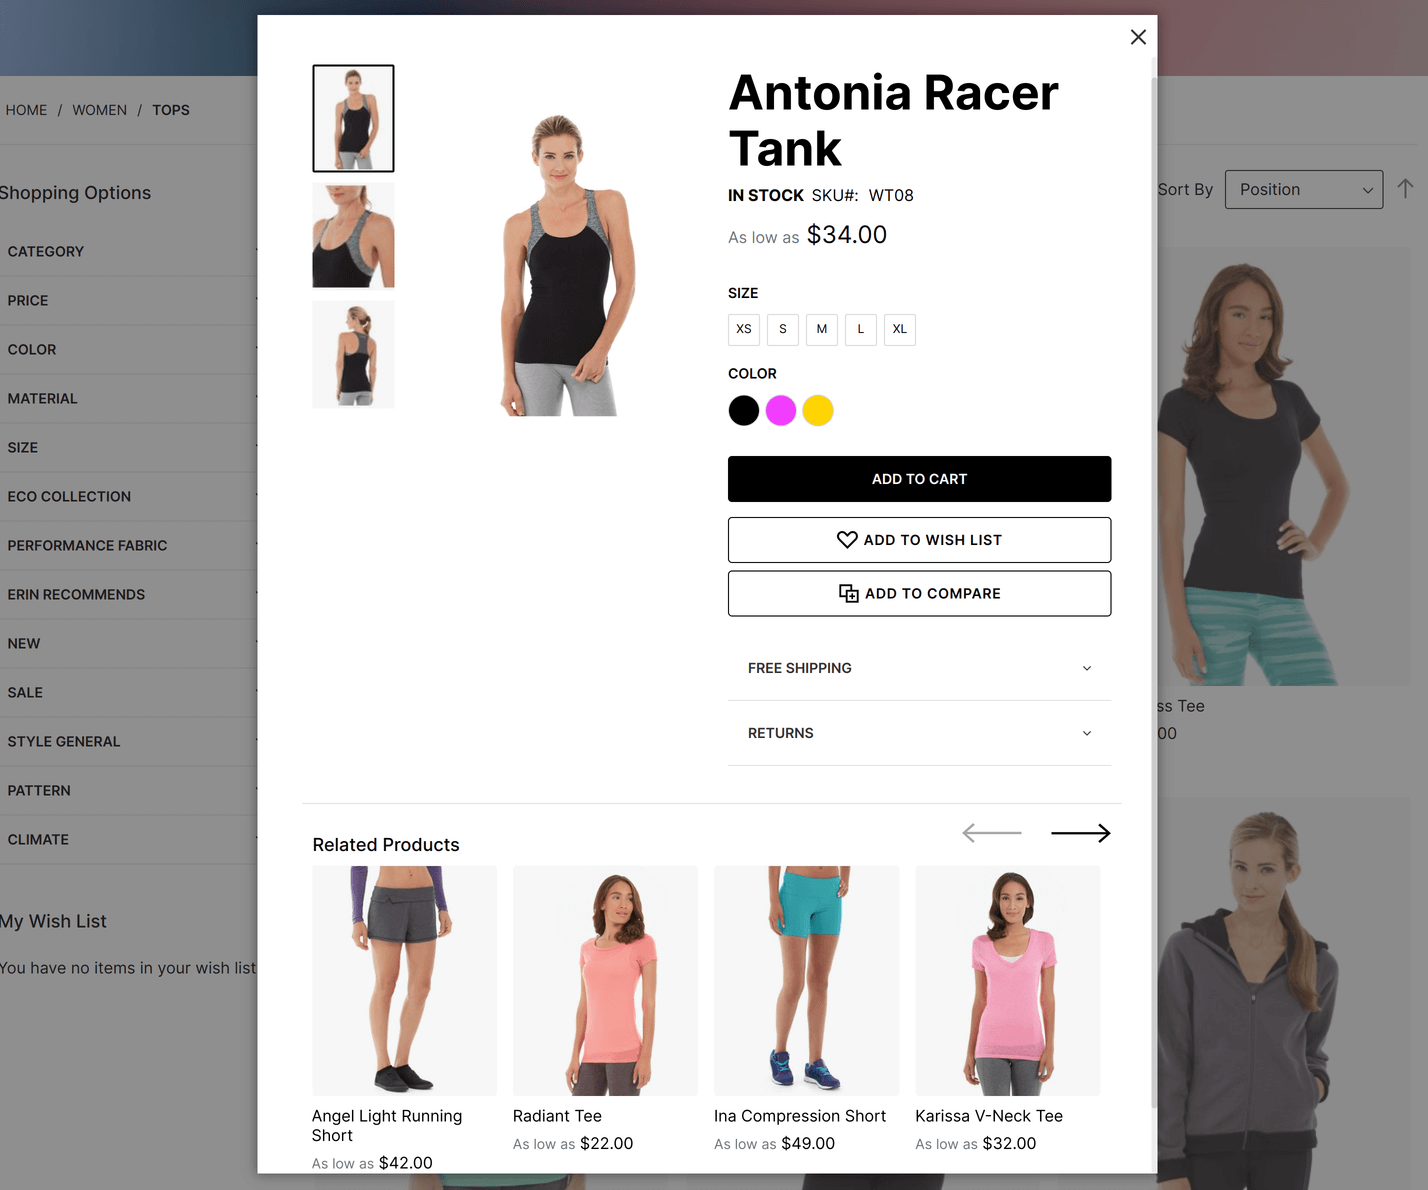 HOME / WOMEN / TOPS
Shopping Options
CATEGORY
PRICE
COLOR
MATERIAL
SIZE
ECO COLLECTION
PERFORMANCE FABRIC
ERIN RECOMMENDS
NEW
SALE
STYLE GENERAL
PATTERN
CLIMATE
My Wish List
You have no items in your wish list
Antonia Racer
Tank
IN STOCK SKU#: WT08
As low as $34.00
SIZE
XS S M L XL
COLOR
ADD TO CART
ADD TO WISH LIST
ADD TO COMPARE
FREE SHIPPING
RETURNS
Related Products
Angel Light Running
Short
As low as $42.00
Radiant Tee
As low as $22.00
Ina Compression Short
As low as $49.00
Karissa V-Neck Tee
As low as $32.00
Sort By Position
ss Tee
00